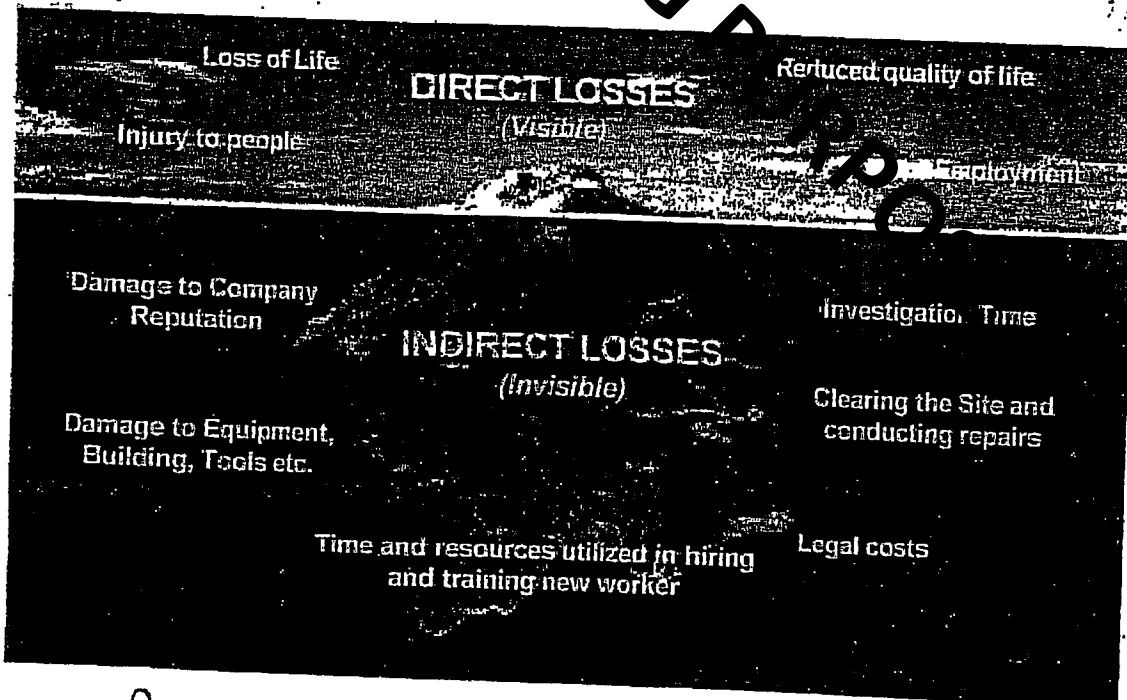 Loss of Life
DIRECT LOSSES
(Visible)
Reduced quality of life
Injury to people
Employment
Damage to Company
Reputation
INDIRECT LOSSES
(Invisible)
Investigation Time
Damage to Equipment,
Building, Tools etc.
Clearing the Site and
conducting repairs
Time and resources utilized in hiring
and training new worker
Legal costs